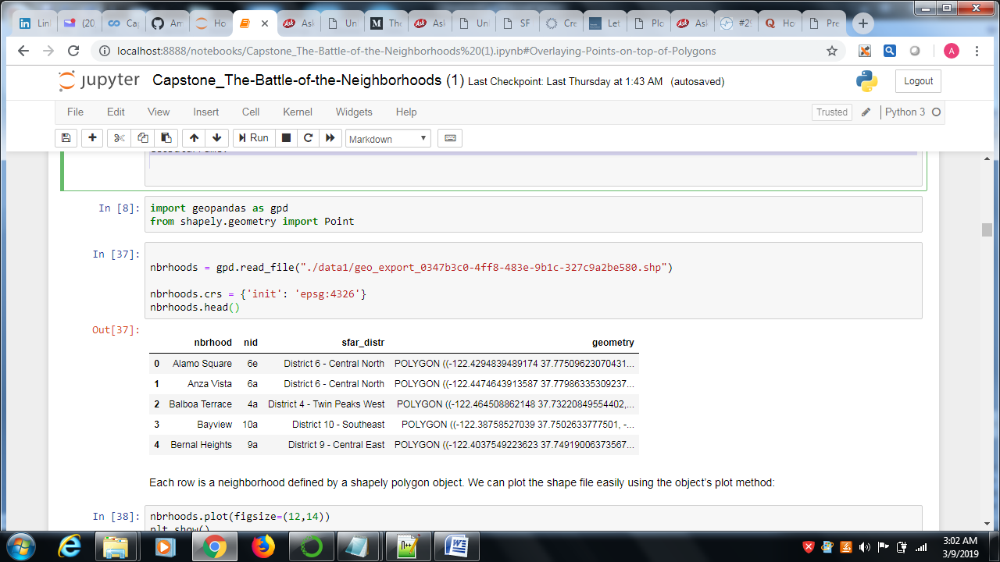 Lin
(20
Ca
An
Ho
Ask
Un
M
The
Ask
Un
SF
Cre
Let
Plo
Ask
#2
Q Ho
Pre
localhost:8888/notebooks/Capstone_The-Battle-of-the-Neighborhoods%20(1).ipynb#Overlaying-Points-on-top-of-Polygons
A
jupyter Capstone_The-Battle-of-the-Neighborhoods (1) Last Checkpoint: Last Thursday at 1:43 AM (autosaved)
Logout
File Edit View Insert Cell Kernel Widgets Help
Trusted Python 3
Run Markdown
In [8]: import geopandas as gpd
from shapely.geometry import Point
In [37]:
nbrhoods = gpd.read_file("./data1/geo_export_0347b3c0-4ff8-483e-9b1c-327c9a2be580.shp")
nbrhoods.crs = {'init': 'epsg:4326'}
nbrhoods.head()
Out[37]:
nbrhood nid sfar_distr geometry
0 Alamo Square 6e District 6 - Central North POLYGON ((-122.4294839489174 37.77509623070431...
1 Anza Vista 6a District 6 - Central North POLYGON ((-122.4474643913587 37.77986335309237...
2 Balboa Terrace 4a District 4 - Twin Peaks West POLYGON ((-122.464508862148 37.73220849554402,...
3 Bayview 10a District 10 - Southeast POLYGON ((-122.38758527039 37.7502633777501, -...
4 Bernal Heights 9a District 9 - Central East POLYGON ((-122.4037549223623 37.74919006373567...
Each row is a neighborhood defined by a shapely polygon object. We can plot the shape file easily using the object's plot method:
In [38]: nbrhoods.plot(figsize=(12,14))
plt.show()
3:02 AM
3/9/2019